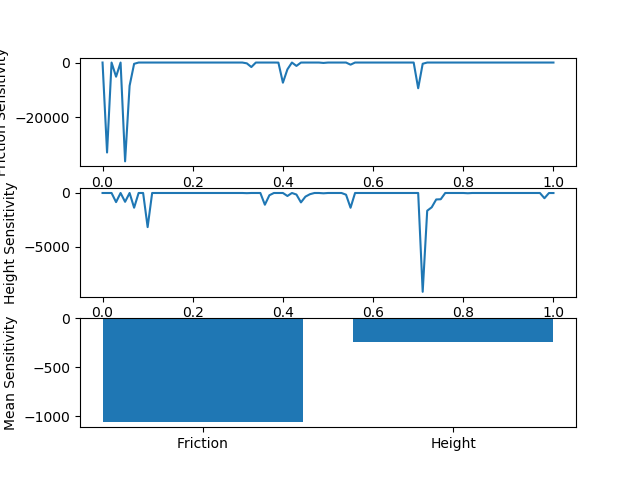 Friction Sensitivity
0
−20000
0.0 0.2 0.4 0.6 0.8 1.0
Height Sensitivity
0
−5000
0.0 0.2 0.4 0.6 0.8 1.0
Mean Sensitivity
0
−500
−1000
Friction Height